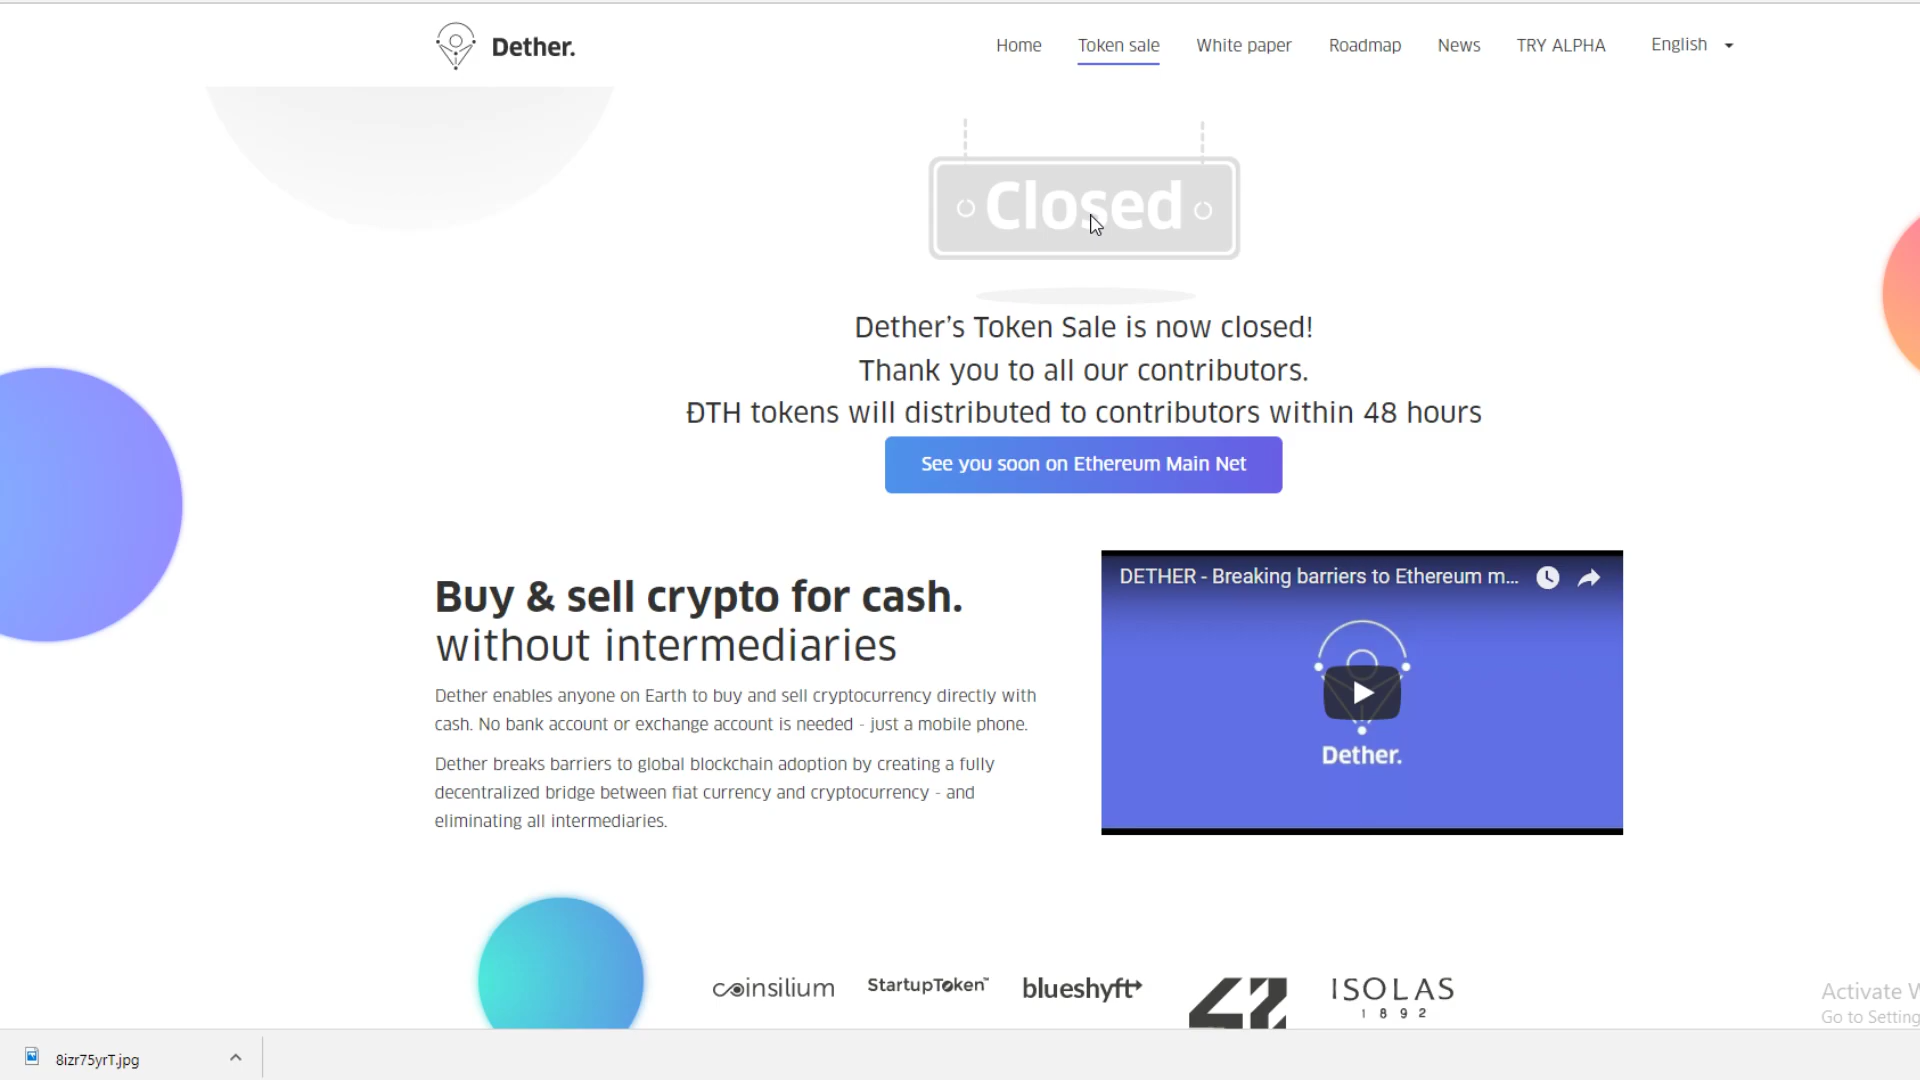 Dether.
Home Token sale White paper Roadmap News TRY ALPHA English
Closed
Dether’s Token Sale is now closed!
Thank you to all our contributors.
ĐTH tokens will distributed to contributors within 48 hours
See you soon on Ethereum Main Net
Buy & sell crypto for cash.
without intermediaries
Dether enables anyone on Earth to buy and sell cryptocurrency directly with
cash. No bank account or exchange account is needed - just a mobile phone.
Dether breaks barriers to global blockchain adoption by creating a fully
decentralized bridge between fiat currency and cryptocurrency - and
eliminating all intermediaries.
DETHER - Breaking barriers to Ethereum m...
Dether.
coinsilium StartupToken™ blueshyft ISOLAS
1892
Activate W
Go to Setting
8izr75yrT.jpg